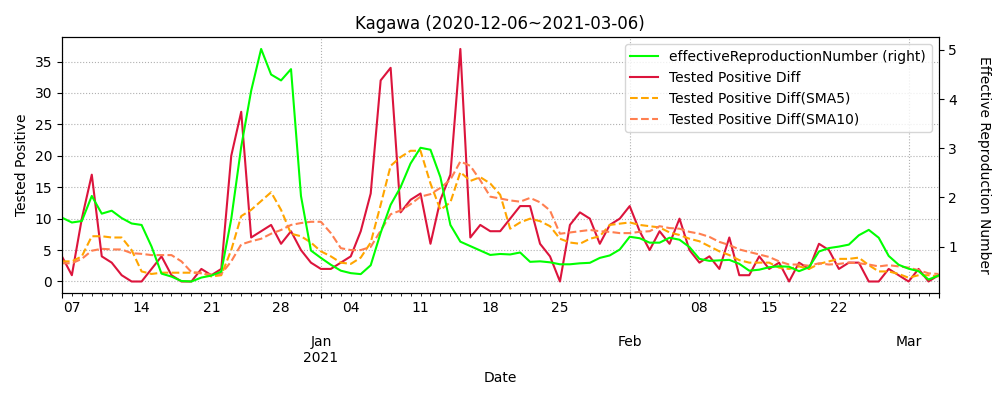 Kagawa (2020-12-06~2021-03-06)
effectiveReproductionNumber (right)
Tested Positive Diff
Tested Positive Diff(SMA5)
Tested Positive Diff(SMA10)
Tested Positive
35
30
25
20
15
10
5
0
5
4
3
2
1
Effective Reproduction Number
07 14 21 28 04 11 18 25 08 15 22
Jan Feb Mar
2021
Date